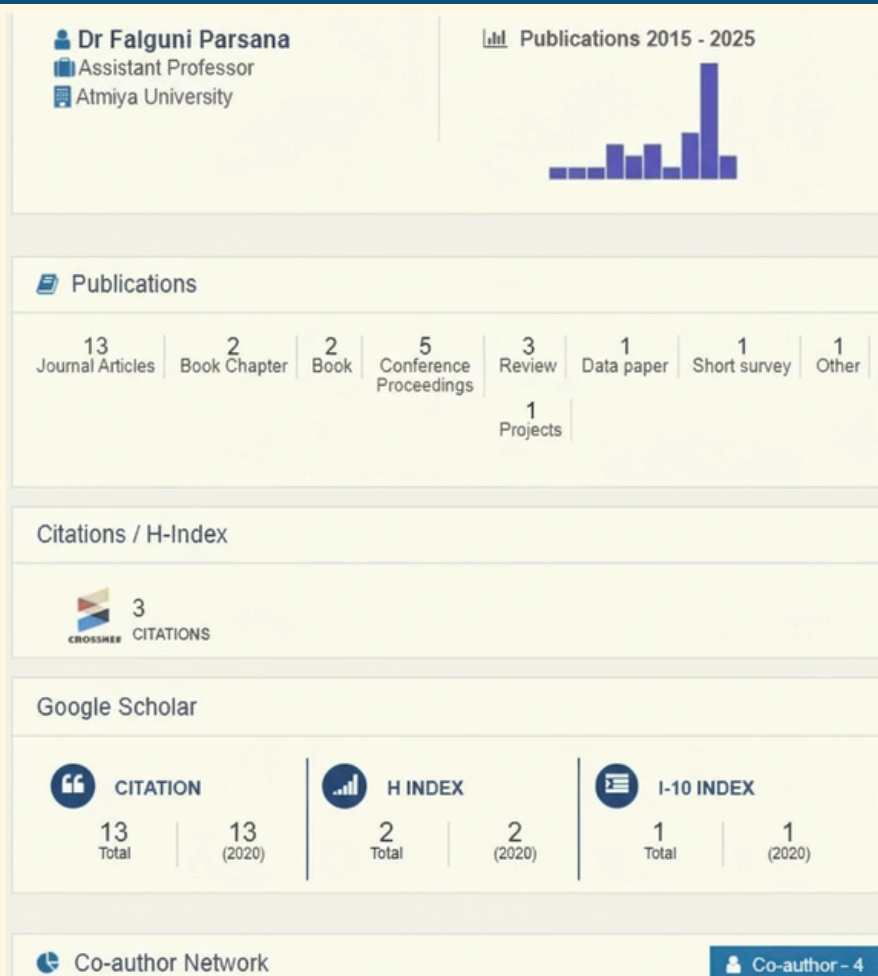 Dr Falguni Parsana
Assistant Professor
Atmiya University
Publications 2015 - 2025
Publications
13
Journal Articles
2
Book Chapter
2
Book
5
Conference
Proceedings
3
Review
1
Data paper
1
Short survey
1
Other
1
Projects
Citations / H-Index
3
CITATIONS
Google Scholar
CITATION
13
Total
13
(2020)
H INDEX
2
Total
2
(2020)
I-10 INDEX
1
Total
1
(2020)
Co-author Network
Co-author - 4